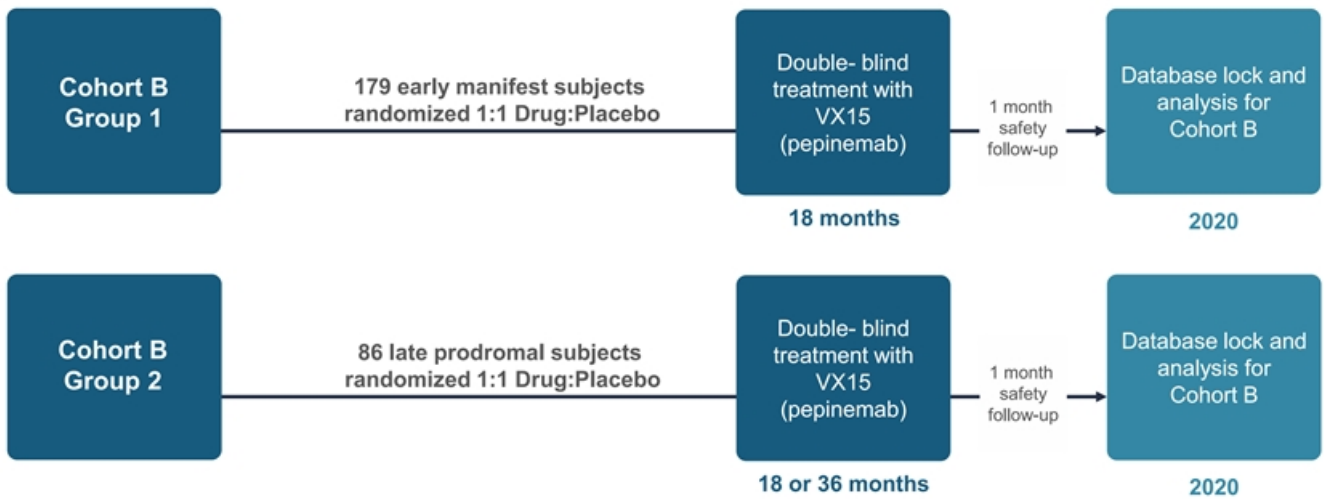 Cohort B
Group 1
179 early manifest subjects
randomized 1:1 Drug:Placebo
Double- blind
treatment with
VX15
(pepinemab)
18 months
1 month
safety
follow-up
Database lock and
analysis for
Cohort B
2020
Cohort B
Group 2
86 late prodromal subjects
randomized 1:1 Drug:Placebo
Double- blind
treatment with
VX15
(pepinemab)
18 or 36 months
1 month
safety
follow-up
Database lock and
analysis for
Cohort B
2020